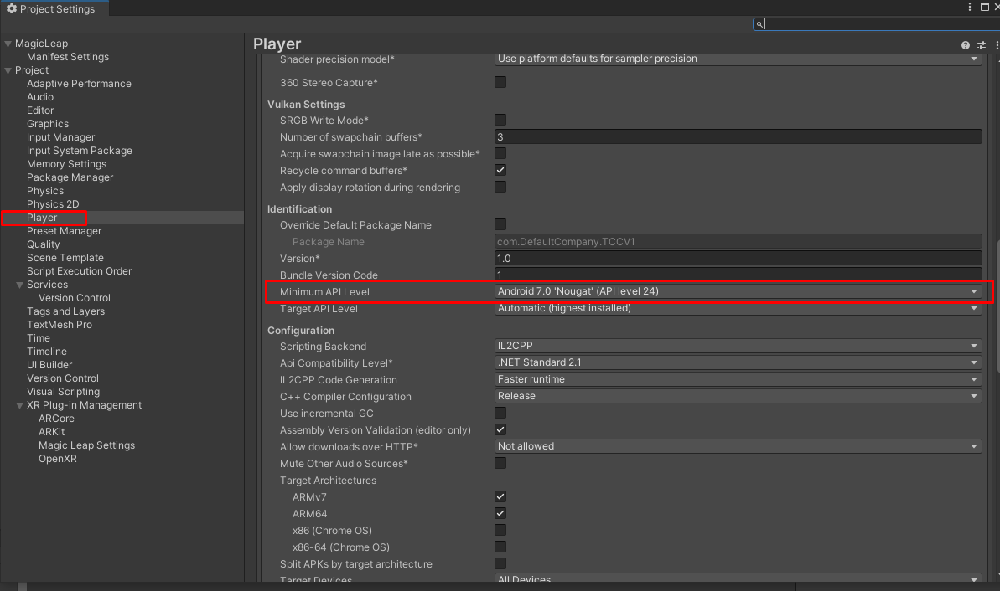 Project Settings
MagicLeap
Manifest Settings
Project
Adaptive Performance
Audio
Editor
Graphics
Input Manager
Input System Package
Memory Settings
Package Manager
Physics
Physics 2D
Player
Preset Manager
Quality
Scene Template
Script Execution Order
Services
Version Control
Tags and Layers
TextMesh Pro
Time
Timeline
UI Builder
Version Control
Visual Scripting
XR Plug-in Management
ARCore
ARKit
Magic Leap Settings
OpenXR
Player
Shader precision model* Use platform defaults for sampler precision
360 Stereo Capture*
Vulkan Settings
SRGB Write Mode*
Number of swapchain buffers* 3
Acquire swapchain image late as possible*
Recycle command buffers*
Apply display rotation during rendering
Identification
Override Default Package Name
Package Name com.DefaultCompany.TCCV1
Version* 1.0
Bundle Version Code 1
Minimum API Level Android 7.0 'Nougat' (API level 24)
Target API Level Automatic (highest installed)
Configuration
Scripting Backend IL2CPP
Api Compatibility Level* .NET Standard 2.1
IL2CPP Code Generation Faster runtime
C++ Compiler Configuration Release
Use incremental GC
Assembly Version Validation (editor only)
Allow downloads over HTTP* Not allowed
Mute Other Audio Sources*
Target Architectures
ARMv7
ARM64
x86 (Chrome OS)
x86-64 (Chrome OS)
Split APKs by target architecture
Target Devices All Devices